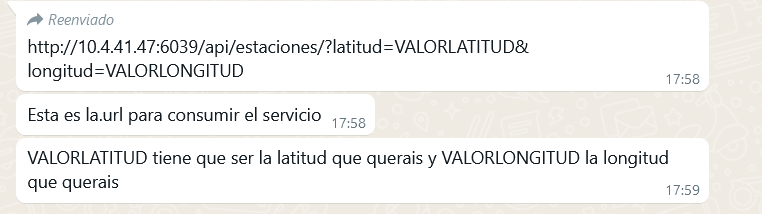 Reenviado
http://10.4.41.47:6039/api/estaciones/?latitud=VALORLATITUD&
longitud=VALORLONGITUD
17:58
Esta es la.url para consumir el servicio
17:58
VALORLATITUD tiene que ser la latitud que querais y VALORLONGITUD la longitud
que querais
17:59